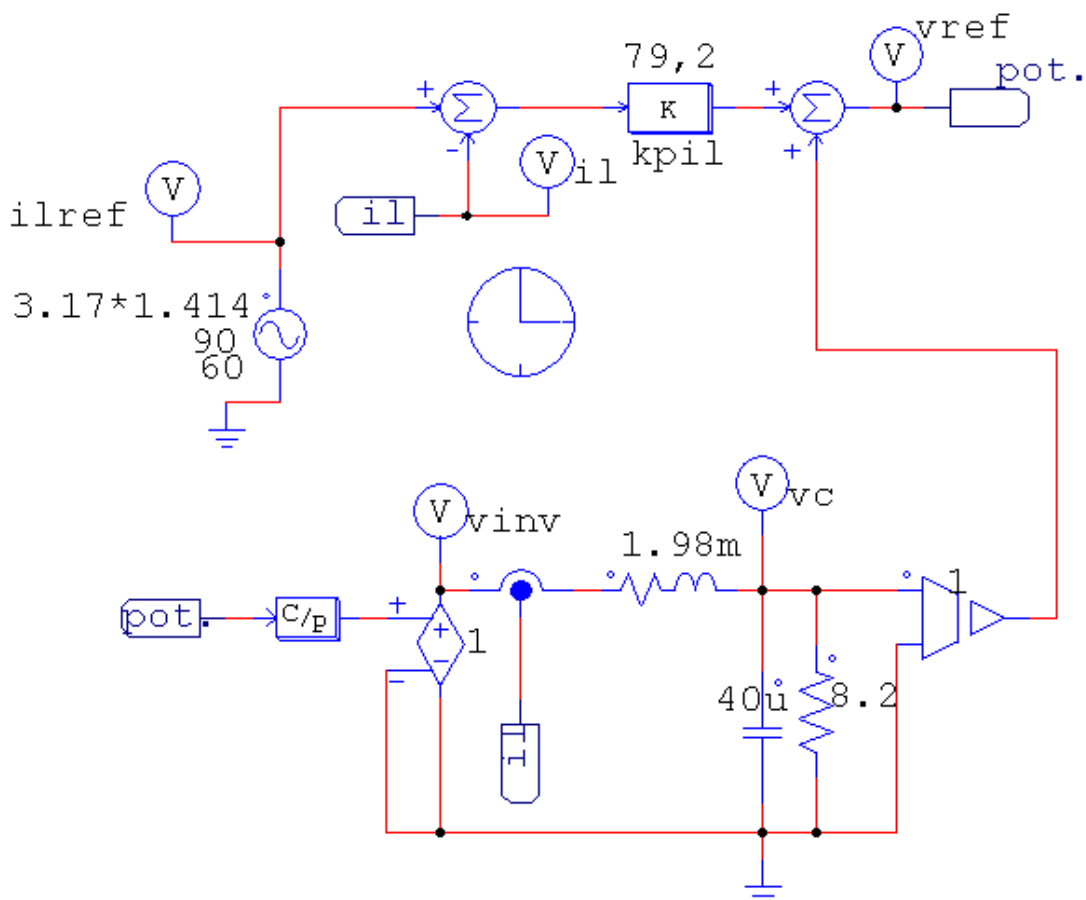 vref
79,2
V
pot.
+
Σ
K
+
Σ
-
V
il
kpil
+
V
il
ilref
3.17*1.414
90
60
V
vc
V
vinv
1.98m
1
pot.
C/p
+
+
1
-
-
40u
8.2
il